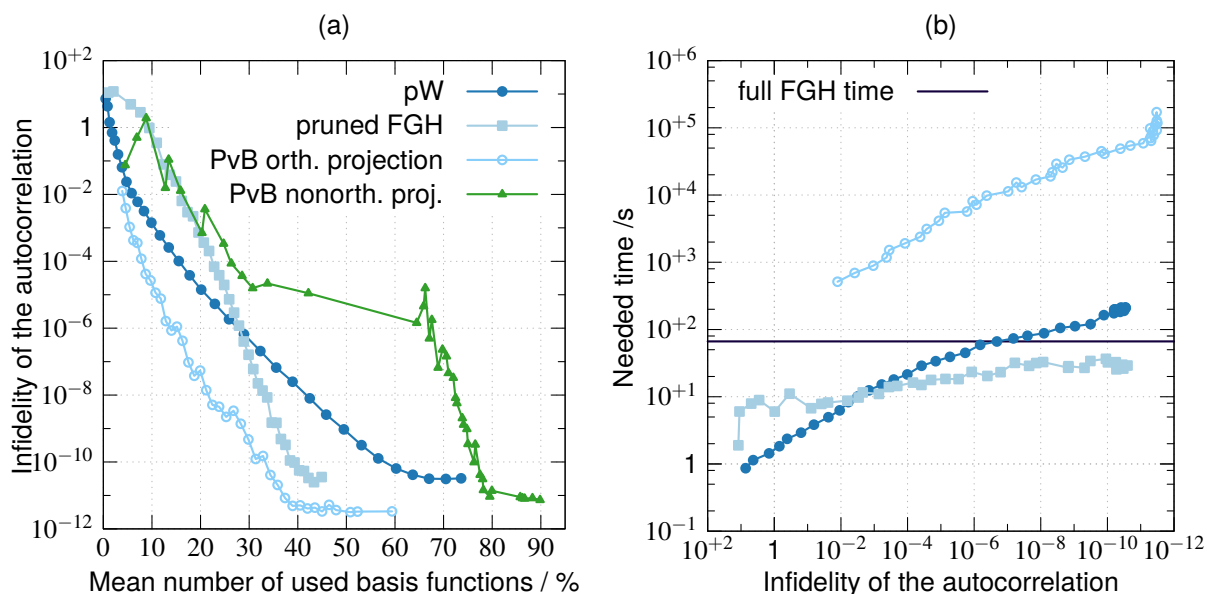 (a)
Infidelity of the autocorrelation
10^{+2}
1
10^{-2}
10^{-4}
10^{-6}
10^{-8}
10^{-10}
10^{-12}
pW
pruned FGH
PvB orth. projection
PvB nonorth. proj.
0 10 20 30 40 50 60 70 80 90
Mean number of used basis functions / %
(b)
Needed time /s
10^{+6}
10^{+5}
10^{+4}
10^{+3}
10^{+2}
10^{+1}
1
10^{-1}
full FGH time
10^{+2} 1 10^{-2} 10^{-4} 10^{-6} 10^{-8} 10^{-10} 10^{-12}
Infidelity of the autocorrelation